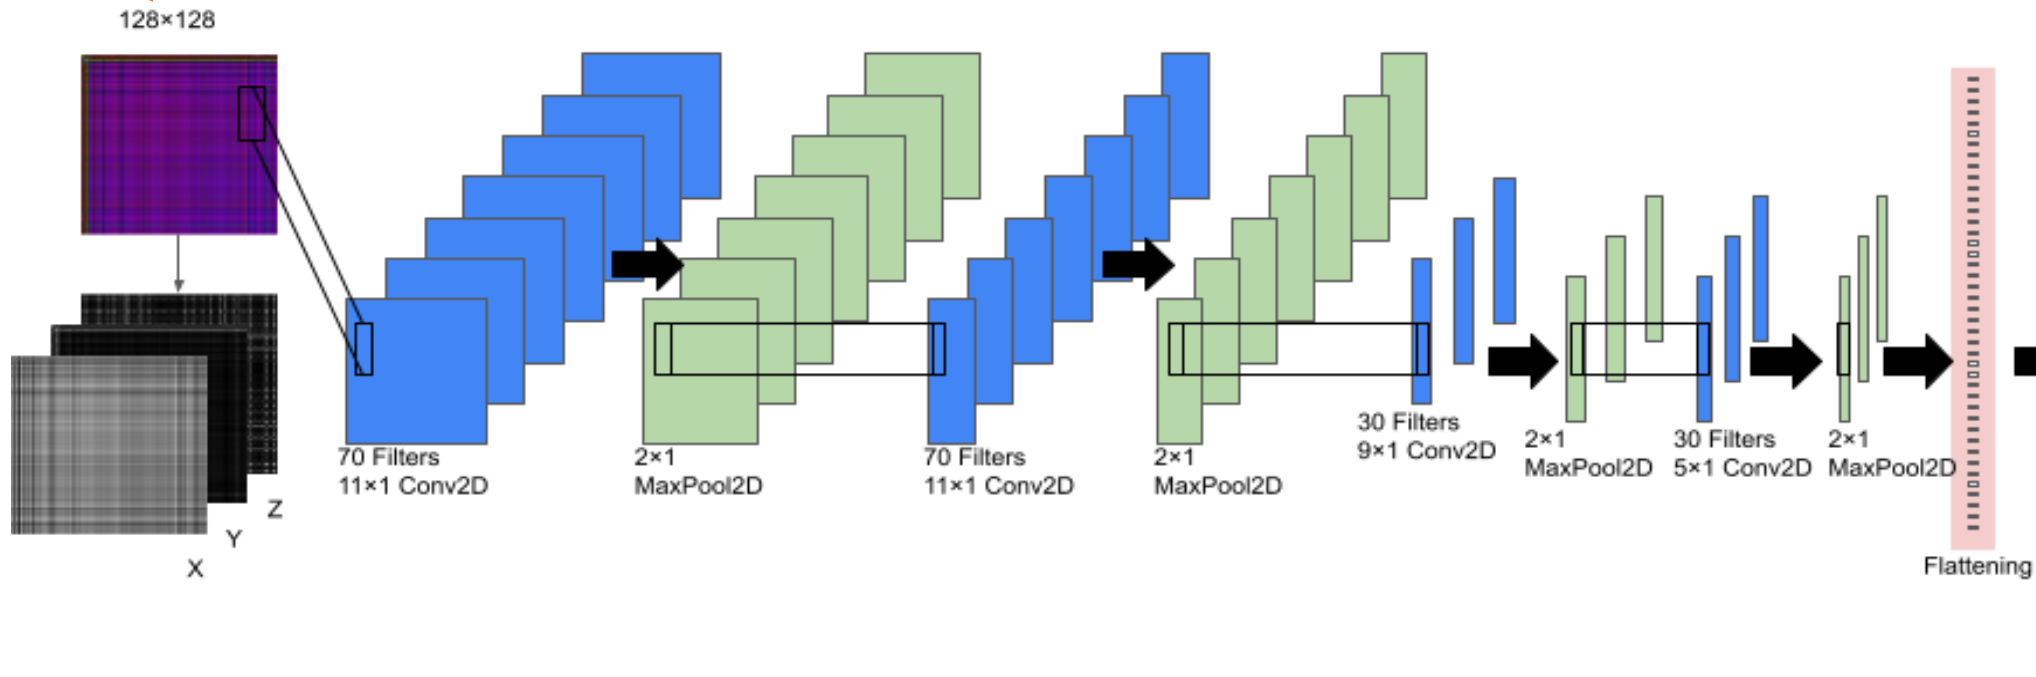 128×128
X
Y
Z
70 Filters
11×1 Conv2D
2×1
MaxPool2D
70 Filters
11×1 Conv2D
2×1
MaxPool2D
30 Filters
9×1 Conv2D
2×1
MaxPool2D
30 Filters
5×1 Conv2D
2×1
MaxPool2D
Flattening